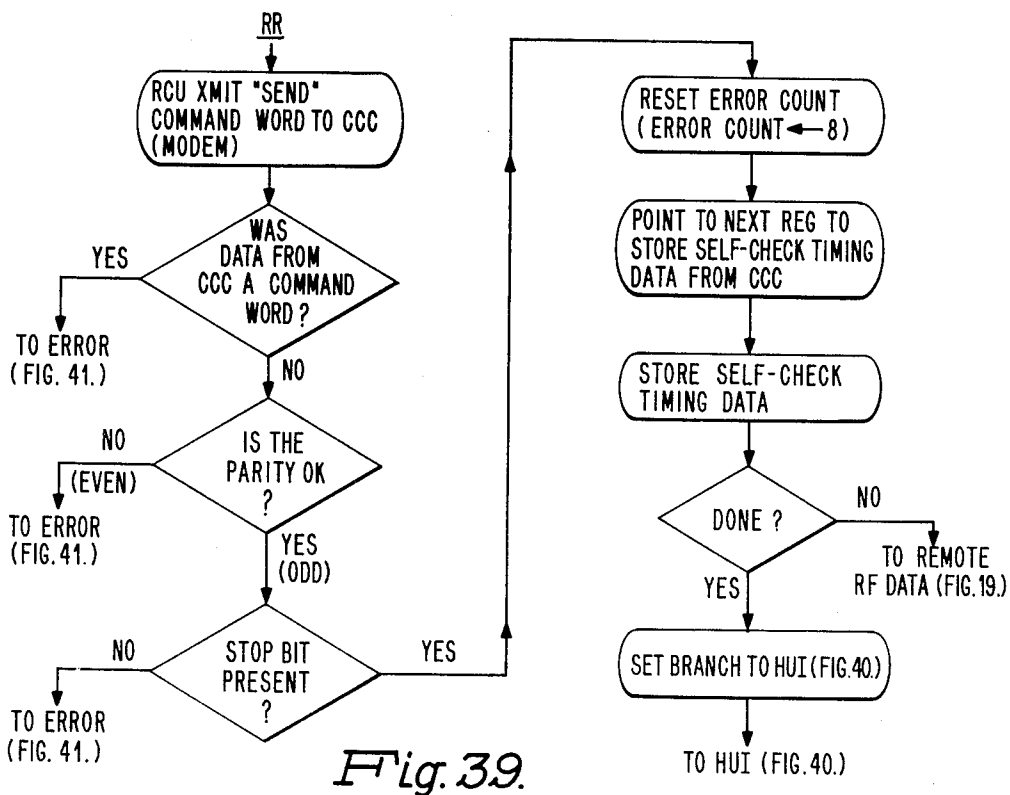 RR
RCU XMIT "SEND"
COMMAND WORD TO CCC
(MODEM)
WAS
DATA FROM
CCC A COMMAND
WORD ?
YES
TO ERROR
(FIG. 41.)
NO
IS THE
PARITY OK
?
NO
(EVEN)
TO ERROR
(FIG. 41.)
YES
(ODD)
STOP BIT
PRESENT
?
NO
TO ERROR
(FIG. 41.)
YES
RESET ERROR COUNT
(ERROR COUNT ← 8)
POINT TO NEXT REG TO
STORE SELF-CHECK TIMING
DATA FROM CCC
STORE SELF-CHECK
TIMING DATA
DONE ?
NO
TO REMOTE
RF DATA (FIG.19.)
YES
SET BRANCH TO HUI (FIG.40.)
TO HUI (FIG.40.)
Fig. 39.